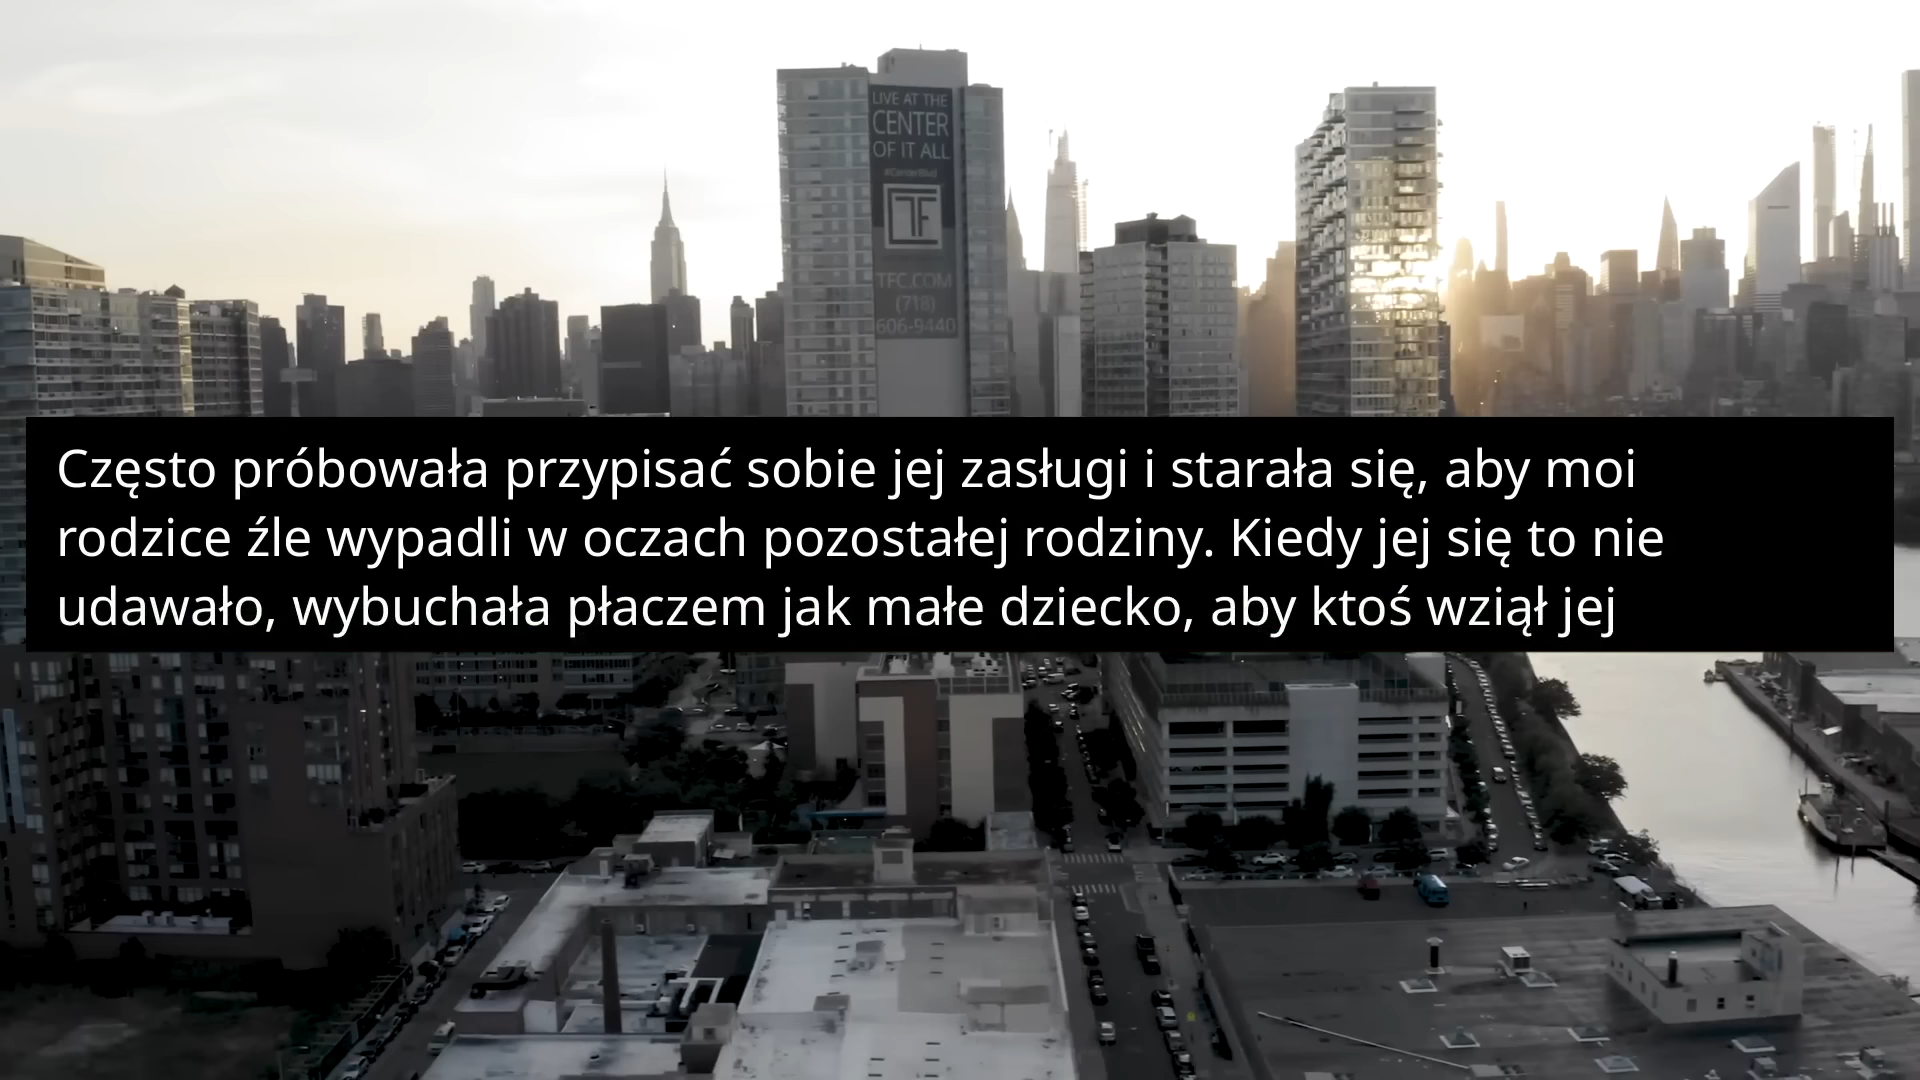 LIVE AT THE
CENTER
OF IT ALL
#CenterBlvd
TFC.COM
(718)
606-9440
Często próbowała przypisać sobie jej zasługi i starała się, aby moi
rodzice źle wypadli w oczach pozostałej rodziny. Kiedy jej się to nie
udawało, wybuchała płaczem jak małe dziecko, aby ktoś wziął jej